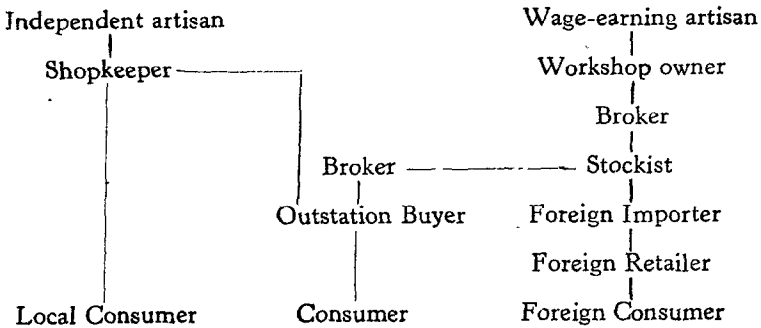 Independent artisan
Wage-earning artisan
Shopkeeper
Workshop owner
Broker
Broker
Stockist
Outstation Buyer
Foreign Importer
Foreign Retailer
Local Consumer
Consumer
Foreign Consumer